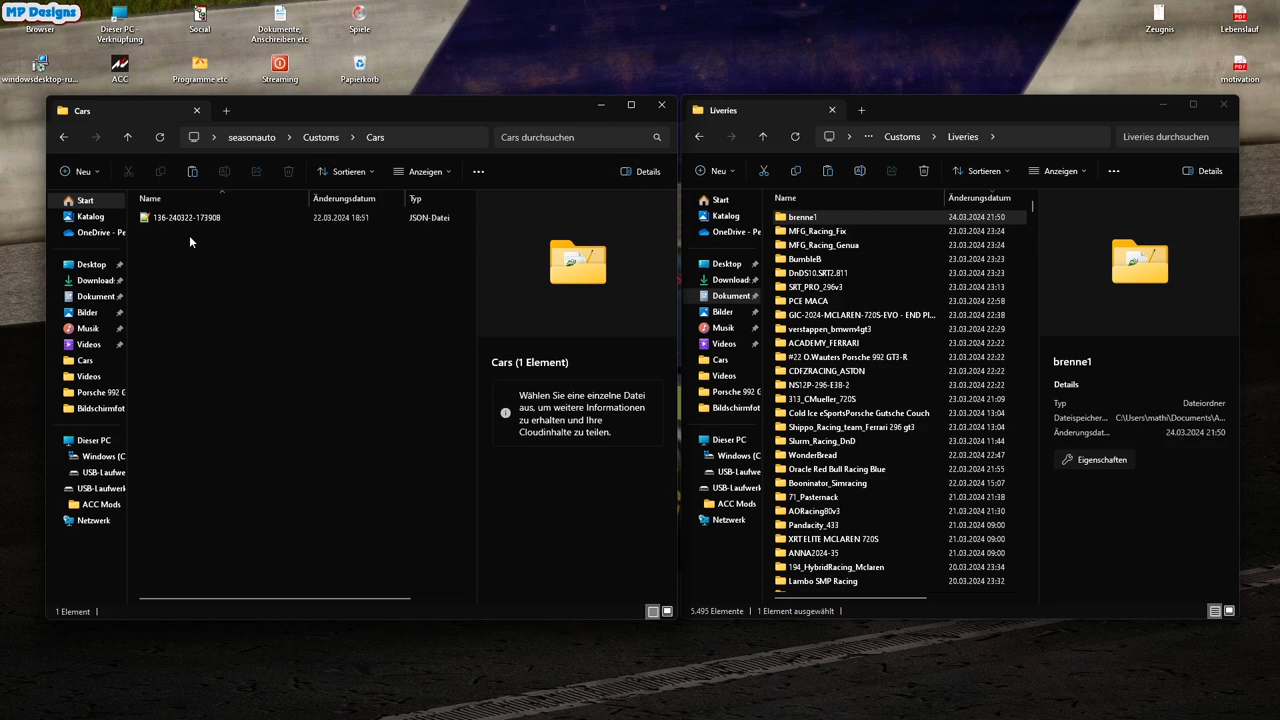 MP Designs
Browser
Dieser PC -
Verknüpfung
Social
Dokumente,
Anschreiben etc
Spiele
Zeugnis
Lebenslauf
windowsdesktop-ru...
ACC
Programme etc
Streaming
Papierkorb
motivation
Cars
seasonauto
Customs
Cars
Cars durchsuchen
Neu
Sortieren
Anzeigen
Details
Start
Katalog
OneDrive - Pe
Desktop
Download:
Dokument
Bilder
Musik
Videos
Cars
Videos
Porsche 992 G
Bildschirmfot
Dieser PC
Windows (C
USB-Laufwe
USB-Laufwerk
ACC Mods
Netzwerk
Name
Änderungsdatum
Typ
136-240322-173908
22.03.2024 18:51
JSON-Datei
Cars (1 Element)
Wählen Sie eine einzelne Datei
aus, um weitere Informationen
zu erhalten und Ihre
Cloudinhalte zu teilen.
1 Element
Liveries
Customs
Liveries
Liveries durchsuchen
Neu
Sortieren
Anzeigen
Details
Start
Katalog
OneDrive - Pe
Desktop
Download:
Dokument
Bilder
Musik
Videos
Cars
Videos
Porsche 992 G
Bildschirmfot
Dieser PC
Windows (C
USB-Laufwe
USB-Laufwerk
ACC Mods
Netzwerk
Name
Änderungsdatum
brenne1 24.03.2024 21:50
MFG_Racing_Fix 23.03.2024 23:24
MFG_Racing_Genua 23.03.2024 23:24
BumbleB 23.03.2024 23:23
DnDS10.SRT2.811 23.03.2024 23:23
SRT_PRO_296v3 23.03.2024 23:13
PCE MACA 23.03.2024 22:58
GIC-2024-MCLAREN-720S-EVO - END Pl... 23.03.2024 22:38
verstappen_bmwm4gt3 23.03.2024 22:29
ACADEMY_FERRARI 23.03.2024 22:22
#22 O.Wauters Porsche 992 GT3-R 23.03.2024 22:22
CDFZRACING_ASTON 23.03.2024 22:22
NS12P-296-E3B-2 23.03.2024 22:22
313_CMueller_720S 23.03.2024 21:09
Cold Ice eSportsPorsche Gutsche Couch 23.03.2024 13:04
Shippo_Racing_team_Ferrari 296 gt3 23.03.2024 13:04
Slurm_Racing_DnD 23.03.2024 11:44
WonderBread 22.03.2024 22:47
Oracle Red Bull Racing Blue 22.03.2024 21:55
Booninator_Simracing 22.03.2024 15:07
71_Pasternack 21.03.2024 21:38
AORacing80v3 21.03.2024 21:30
Pandacity_433 21.03.2024 09:00
XRT ELITE MCLAREN 720S 21.03.2024 09:00
ANNA2024-35 21.03.2024 09:00
194_HybridRacing_Mclaren 20.03.2024 23:34
Lambo SMP Racing 20.03.2024 23:32
brenne1
Details
Typ Dateiordner
Dateispeicher... C:\Users\mathi\Documents\A...
Änderungsdat... 24.03.2024 21:50
Eigenschaften
5.495 Elemente
1 Element ausgewählt